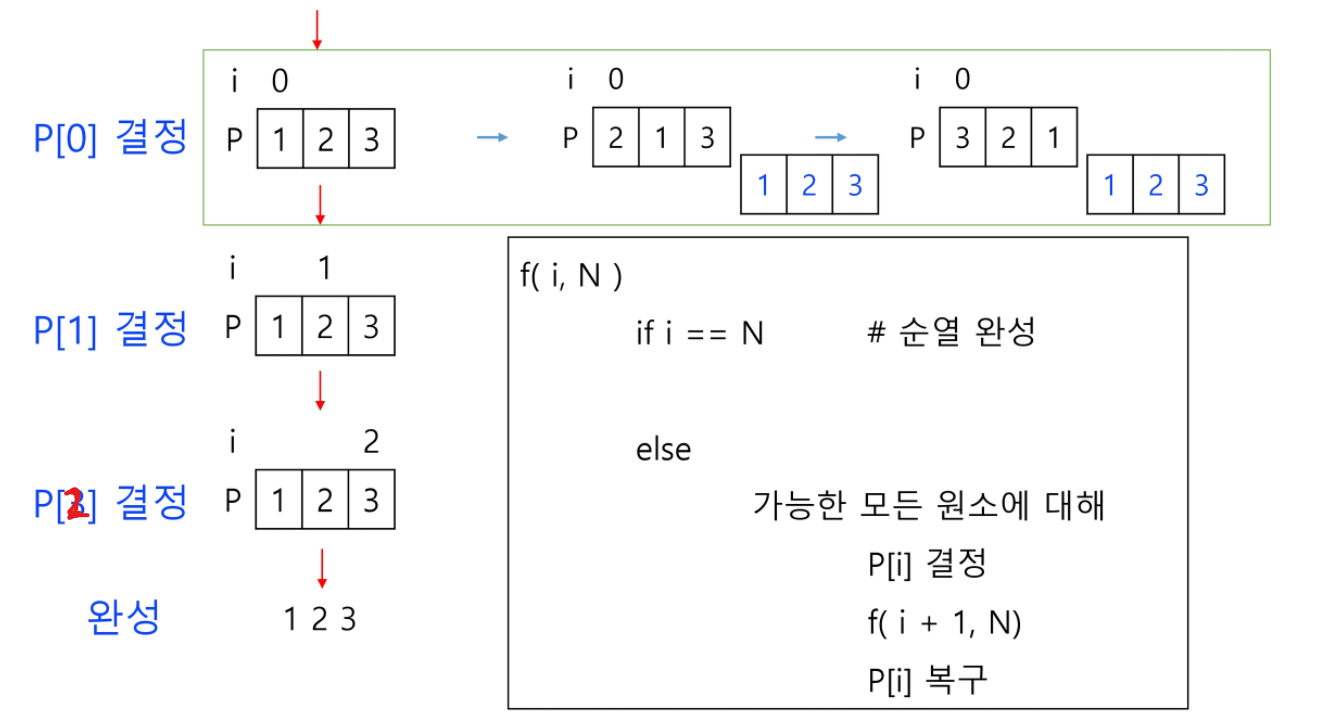 i 0 i 0 i 0
P[0] 결정 P 1 2 3 P 2 1 3 P 3 2 1
1 2 3 1 2 3
i 1
P[1] 결정 P 1 2 3
i 2
P[2] 결정 P 1 2 3
완성 1 2 3
f( i, N )
if i == N # 순열 완성
else
가능한 모든 원소에 대해
P[i] 결정
f( i + 1, N)
P[i] 복구